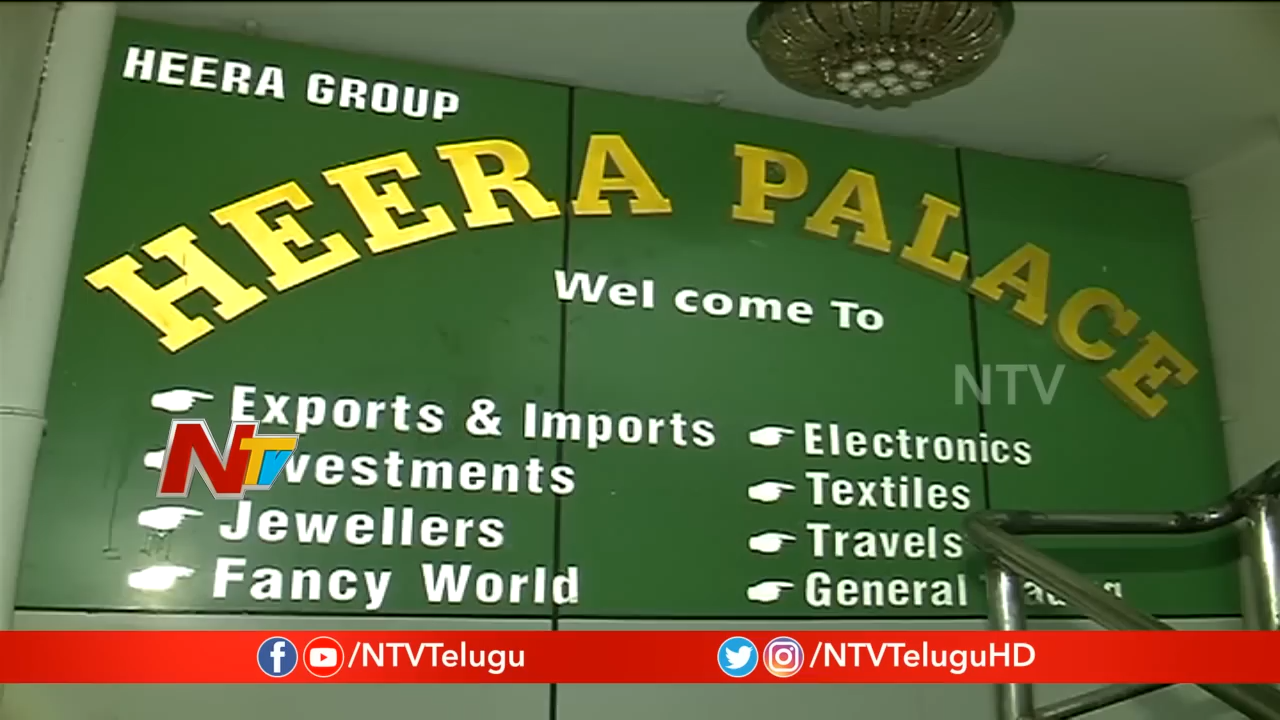 HEERA GROUP
HEERA PALACE
Wel come To
Exports & Imports
Jewellers
Fancy World
Electronics
Textiles
Travels
General
NTV
NTV
/NTVTelugu
/NTVTeluguHD